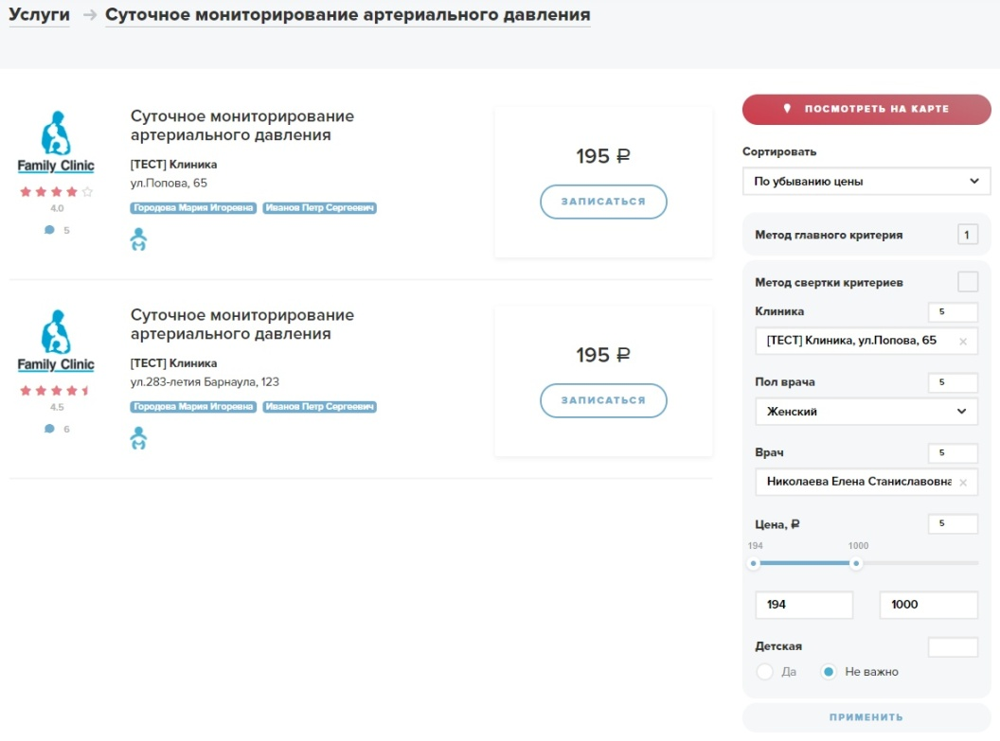 Услуги → Суточное мониторирование артериального давления
Family Clinic
4.0
5
Суточное мониторирование
артериального давления
[ТЕСТ] Клиника
ул.Попова, 65
Городова Мария Игоревна Иванов Петр Сергеевич
195 ₽
ЗАПИСАТЬСЯ
Family Clinic
4.5
6
Суточное мониторирование
артериального давления
[ТЕСТ] Клиника
ул.283-летия Барнаула, 123
Городова Мария Игоревна Иванов Петр Сергеевич
195 ₽
ЗАПИСАТЬСЯ
ПОСМОТРЕТЬ НА КАРТЕ
Сортировать
По убыванию цены
Метод главного критерия 1
Метод свертки критериев
Клиника 5
[ТЕСТ] Клиника, ул.Попова, 65 ×
Пол врача 5
Женский
Врач 5
Николаева Елена Станиславовна ×
Цена, ₽ 5
194 1000
194 1000
Детская
Да Не важно
ПРИМЕНИТЬ